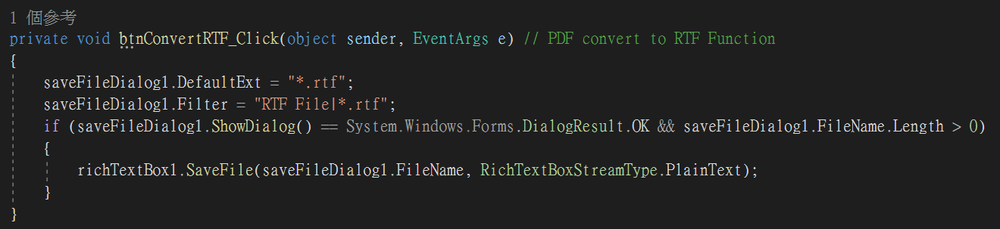 1 個參考
private void btnConvertRTF_Click(object sender, EventArgs e) // PDF convert to RTF Function
{
saveFileDialog1.DefaultExt = "*.rtf";
saveFileDialog1.Filter = "RTF File|*.rtf";
if (saveFileDialog1.ShowDialog() == System.Windows.Forms.DialogResult.OK && saveFileDialog1.FileName.Length > 0)
{
richTextBox1.SaveFile(saveFileDialog1.FileName, RichTextBoxStreamType.PlainText);
}
}